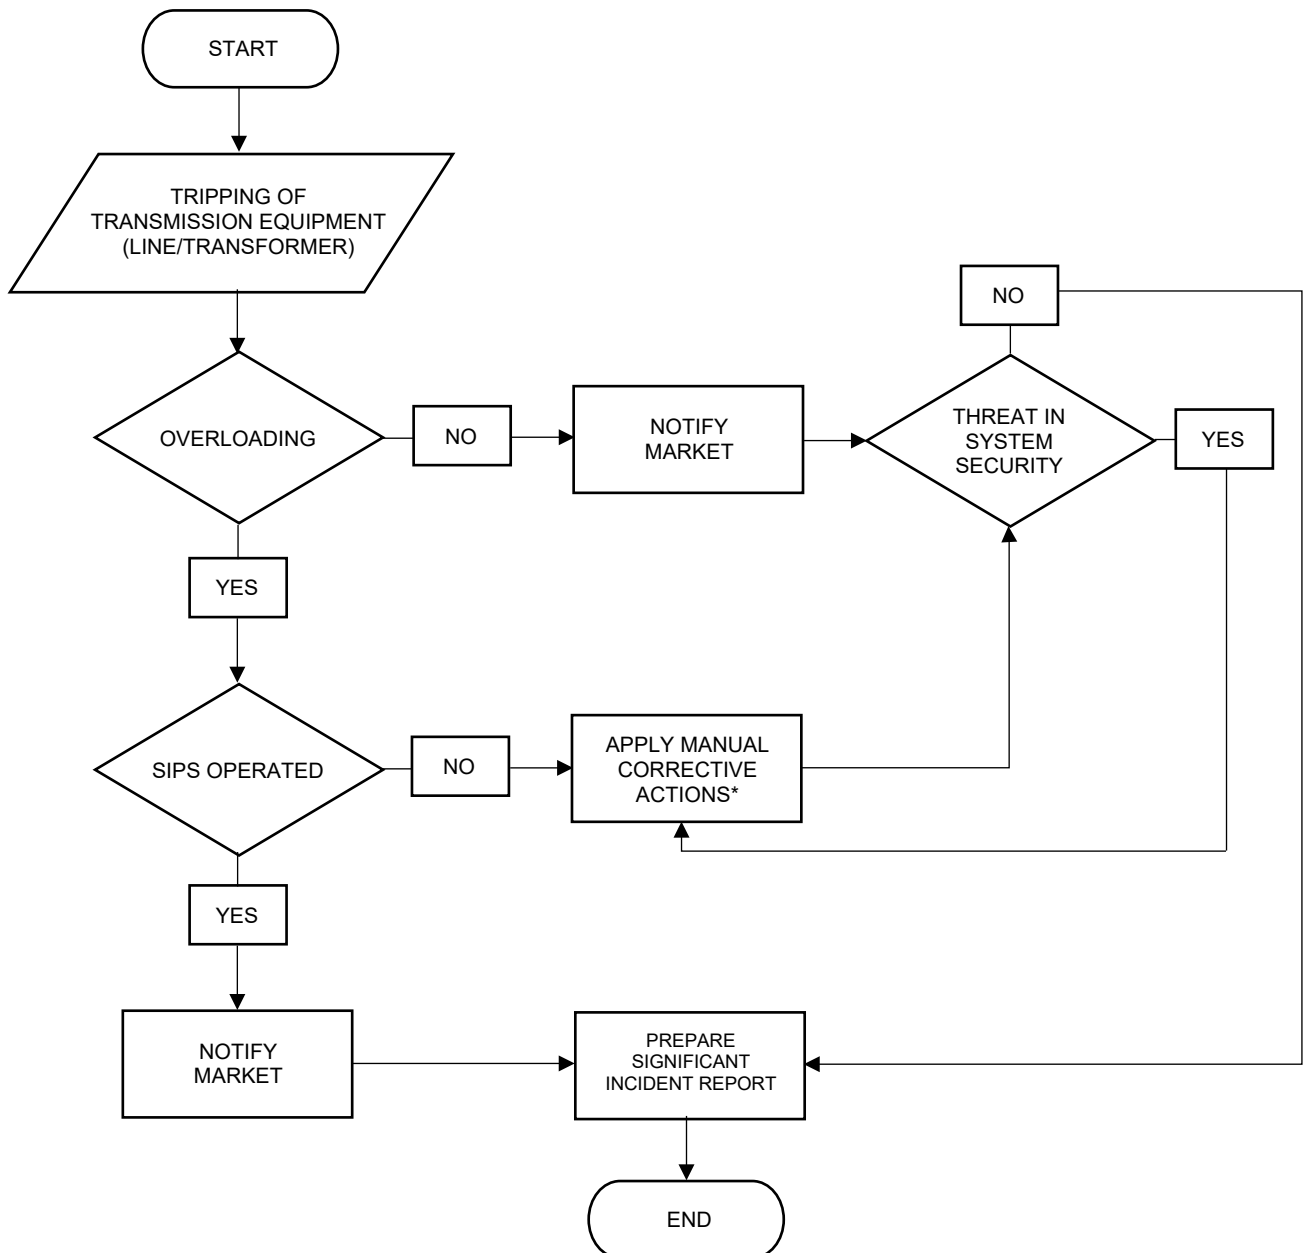 START
TRIPPING OF
TRANSMISSION EQUIPMENT
(LINE/TRANSFORMER)
NO
OVERLOADING
NO
NOTIFY
MARKET
THREAT IN
SYSTEM
SECURITY
YES
YES
SIPS OPERATED
NO
APPLY MANUAL
CORRECTIVE
ACTIONS*
YES
NOTIFY
MARKET
PREPARE
SIGNIFICANT
INCIDENT REPORT
END